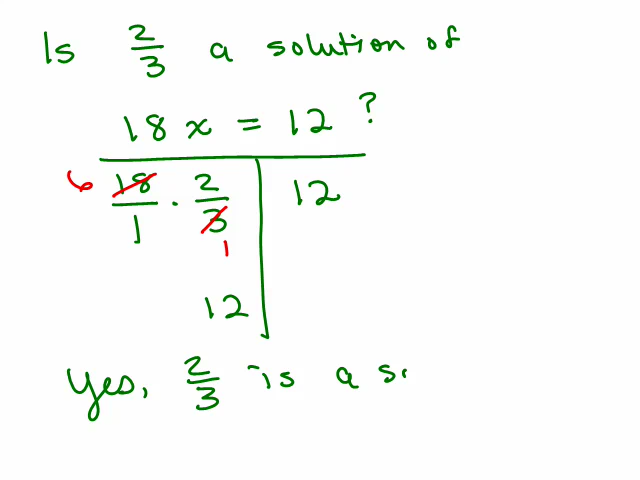 Is 2/3 a solution of
18x = 12 ?
6 18/1 · 2/3 1 | 12
12
Yes, 2/3 is a s